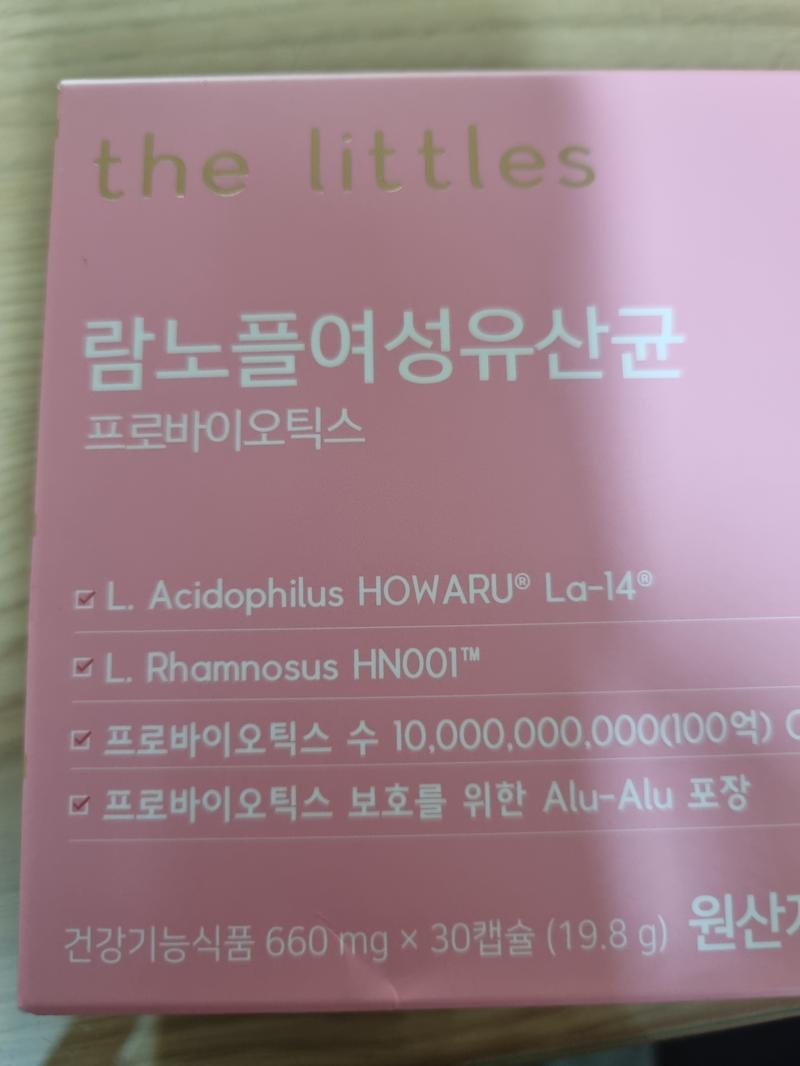 the littles
람노플여성유산균
프로바이오틱스
L. Acidophilus HOWARU® La-14®
L. Rhamnosus HN001™
프로바이오틱스 수 10,000,000,000(100억)
프로바이오틱스 보호를 위한 Alu-Alu 포장
건강기능식품 660 mg × 30캡슐 (19.8 g) 원산